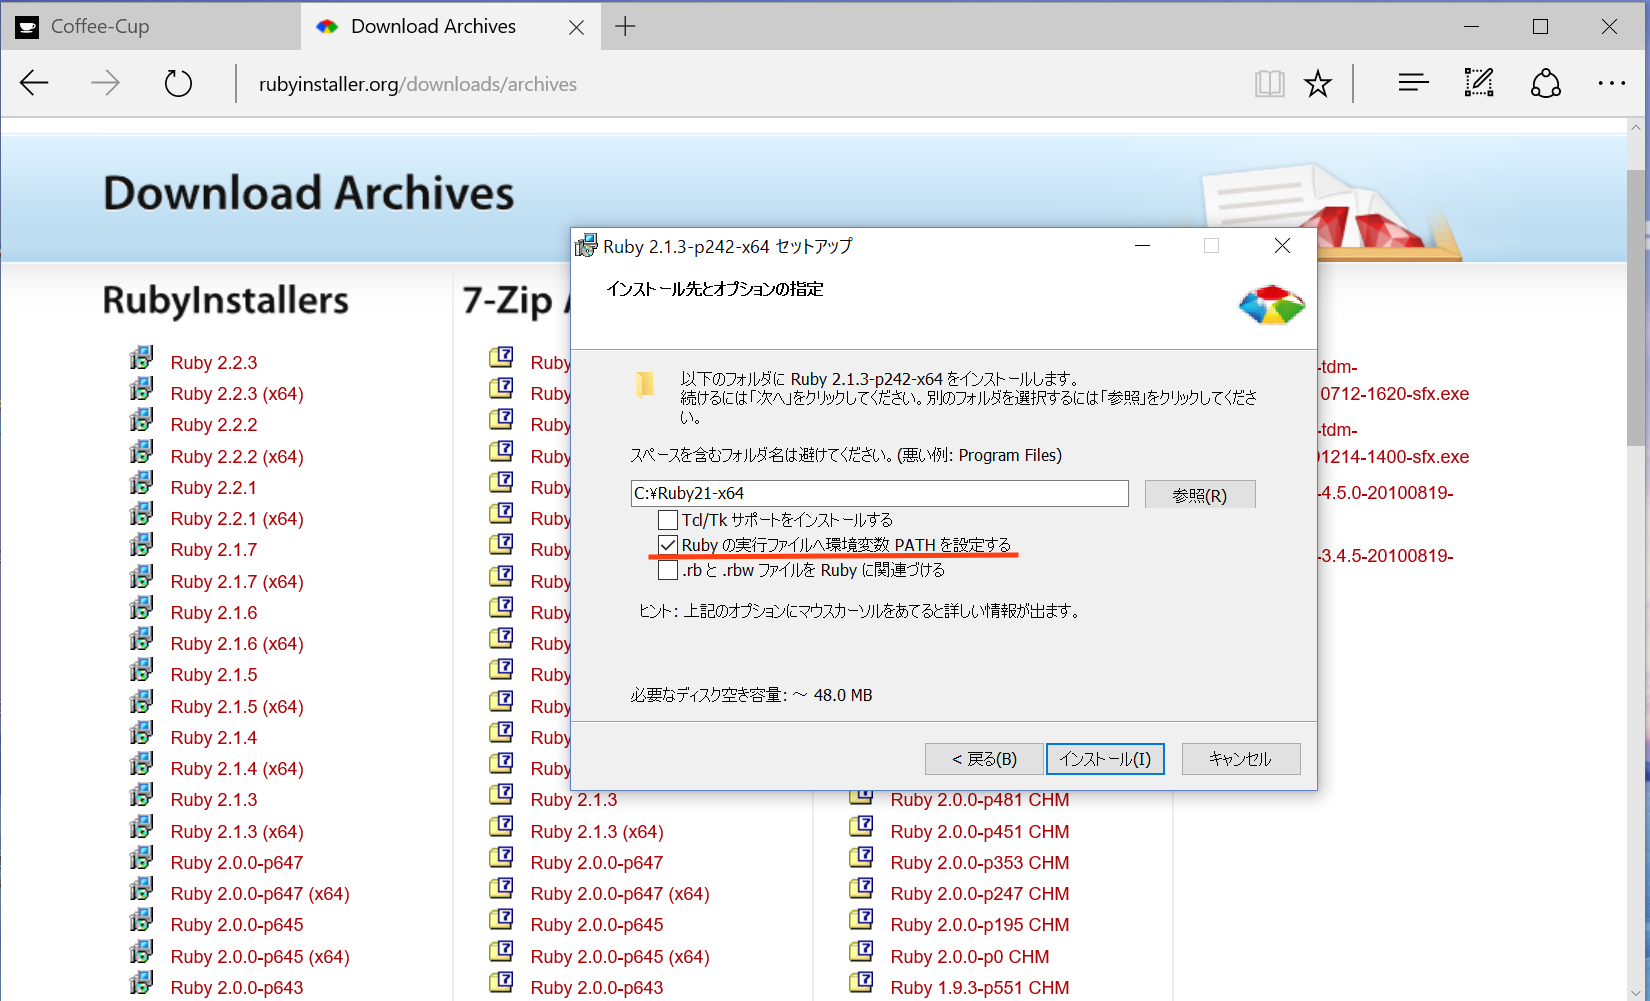 Coffee-Cup
Download Archives
rubyinstaller.org/downloads/archives
Download Archives
RubyInstallers
Ruby 2.2.3
Ruby 2.2.3 (x64)
Ruby 2.2.2
Ruby 2.2.2 (x64)
Ruby 2.2.1
Ruby 2.2.1 (x64)
Ruby 2.1.7
Ruby 2.1.7 (x64)
Ruby 2.1.6
Ruby 2.1.6 (x64)
Ruby 2.1.5
Ruby 2.1.5 (x64)
Ruby 2.1.4
Ruby 2.1.4 (x64)
Ruby 2.1.3
Ruby 2.1.3 (x64)
Ruby 2.0.0-p647
Ruby 2.0.0-p647 (x64)
Ruby 2.0.0-p645
Ruby 2.0.0-p645 (x64)
Ruby 2.0.0-p643
7-Zip
Ruby
Ruby
Ruby
Ruby
Ruby
Ruby
Ruby
Ruby
Ruby
Ruby
Ruby
Ruby
Ruby
Ruby
Ruby 2.1.3
Ruby 2.1.3 (x64)
Ruby 2.0.0-p647
Ruby 2.0.0-p647 (x64)
Ruby 2.0.0-p645
Ruby 2.0.0-p645 (x64)
Ruby 2.0.0-p643
Ruby 2.0.0-p481 CHM
Ruby 2.0.0-p451 CHM
Ruby 2.0.0-p353 CHM
Ruby 2.0.0-p247 CHM
Ruby 2.0.0-p195 CHM
Ruby 2.0.0-p0 CHM
Ruby 1.9.3-p551 CHM
-tdm-
0712-1620-sfx.exe
-tdm-
1214-1400-sfx.exe
-4.5.0-20100819-
-3.4.5-20100819-
Ruby 2.1.3-p242-x64 セットアップ
インストール先とオプションの指定
以下のフォルダに Ruby 2.1.3-p242-x64 をインストールします。
続けるには「次へ」をクリックしてください。別のフォルダを選択するには「参照」をクリックしてくださ
い。
スペースを含むフォルダ名は避けてください。(悪い例: Program Files)
C:¥Ruby21-x64
参照(R)
Tcl/Tk サポートをインストールする
Ruby の実行ファイルへ環境変数 PATH を設定する
.rb と .rbw ファイルを Ruby に関連づける
ヒント: 上記のオプションにマウスカーソルをあてると詳しい情報が出ます。
必要なディスク空き容量: ～ 48.0 MB
< 戻る(B)
インストール(I)
キャンセル